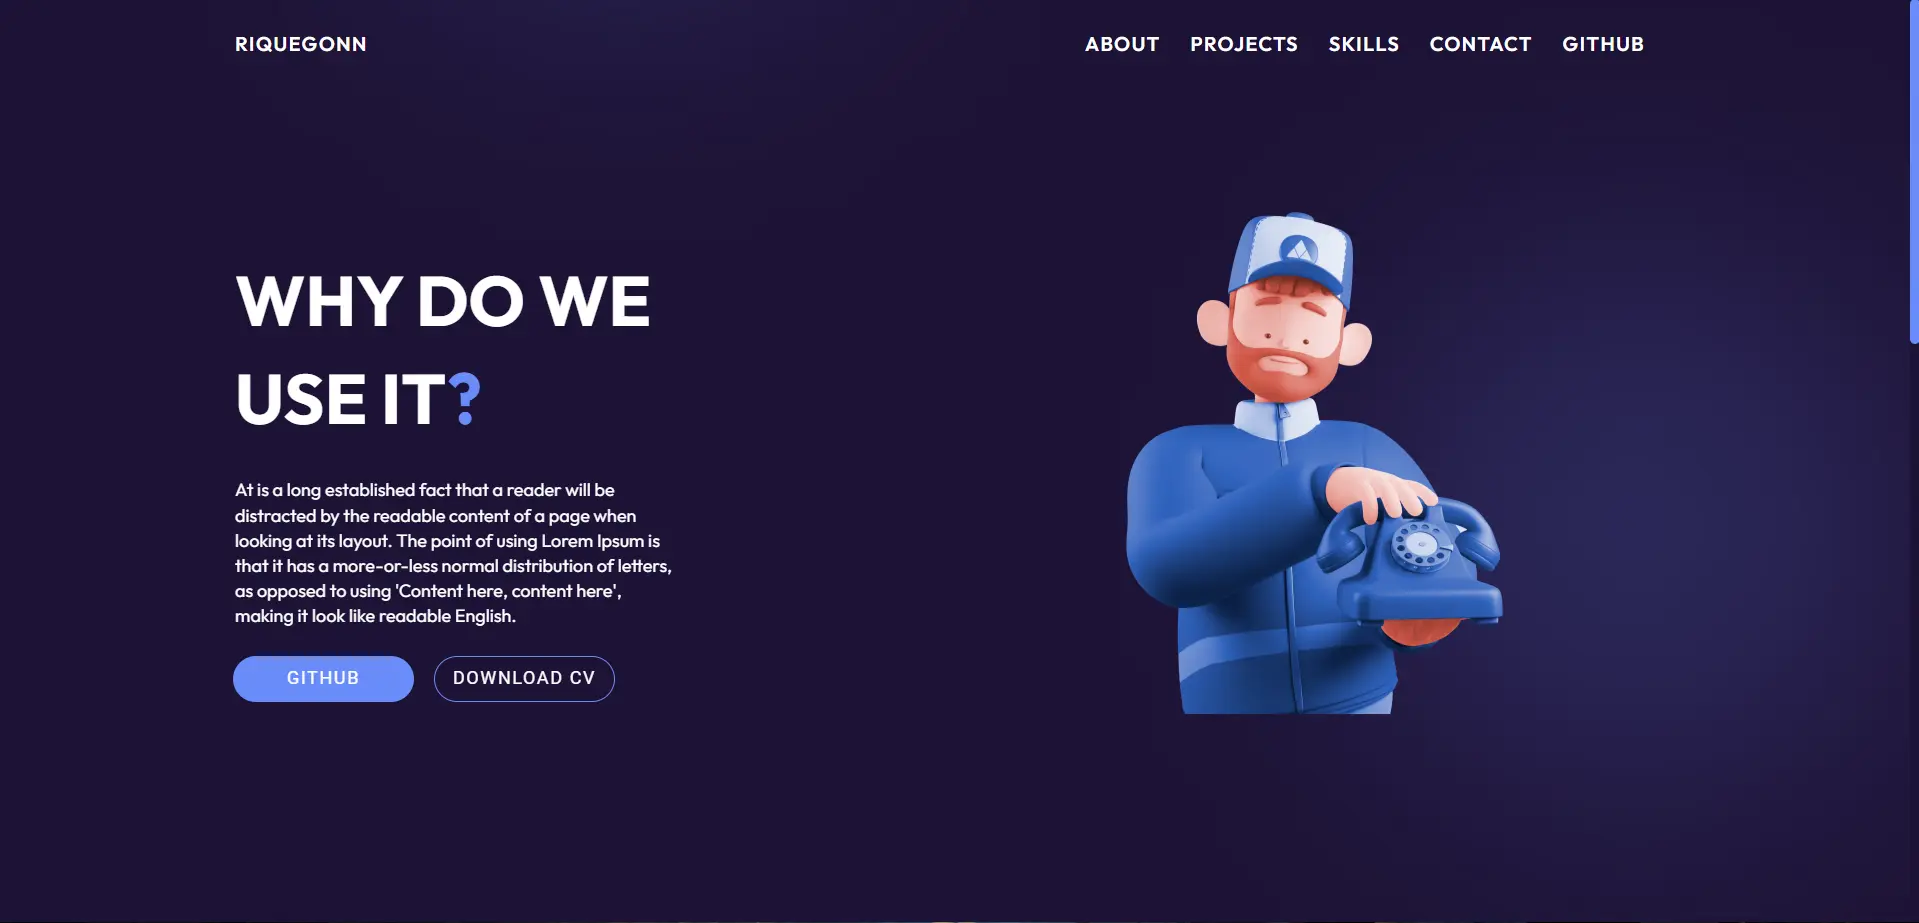 RIQUEGONN
ABOUT PROJECTS SKILLS CONTACT GITHUB
WHY DO WE
USE IT?
At is a long established fact that a reader will be
distracted by the readable content of a page when
looking at its layout. The point of using Lorem Ipsum is
that it has a more-or-less normal distribution of letters,
as opposed to using 'Content here, content here',
making it look like readable English.
GITHUB DOWNLOAD CV